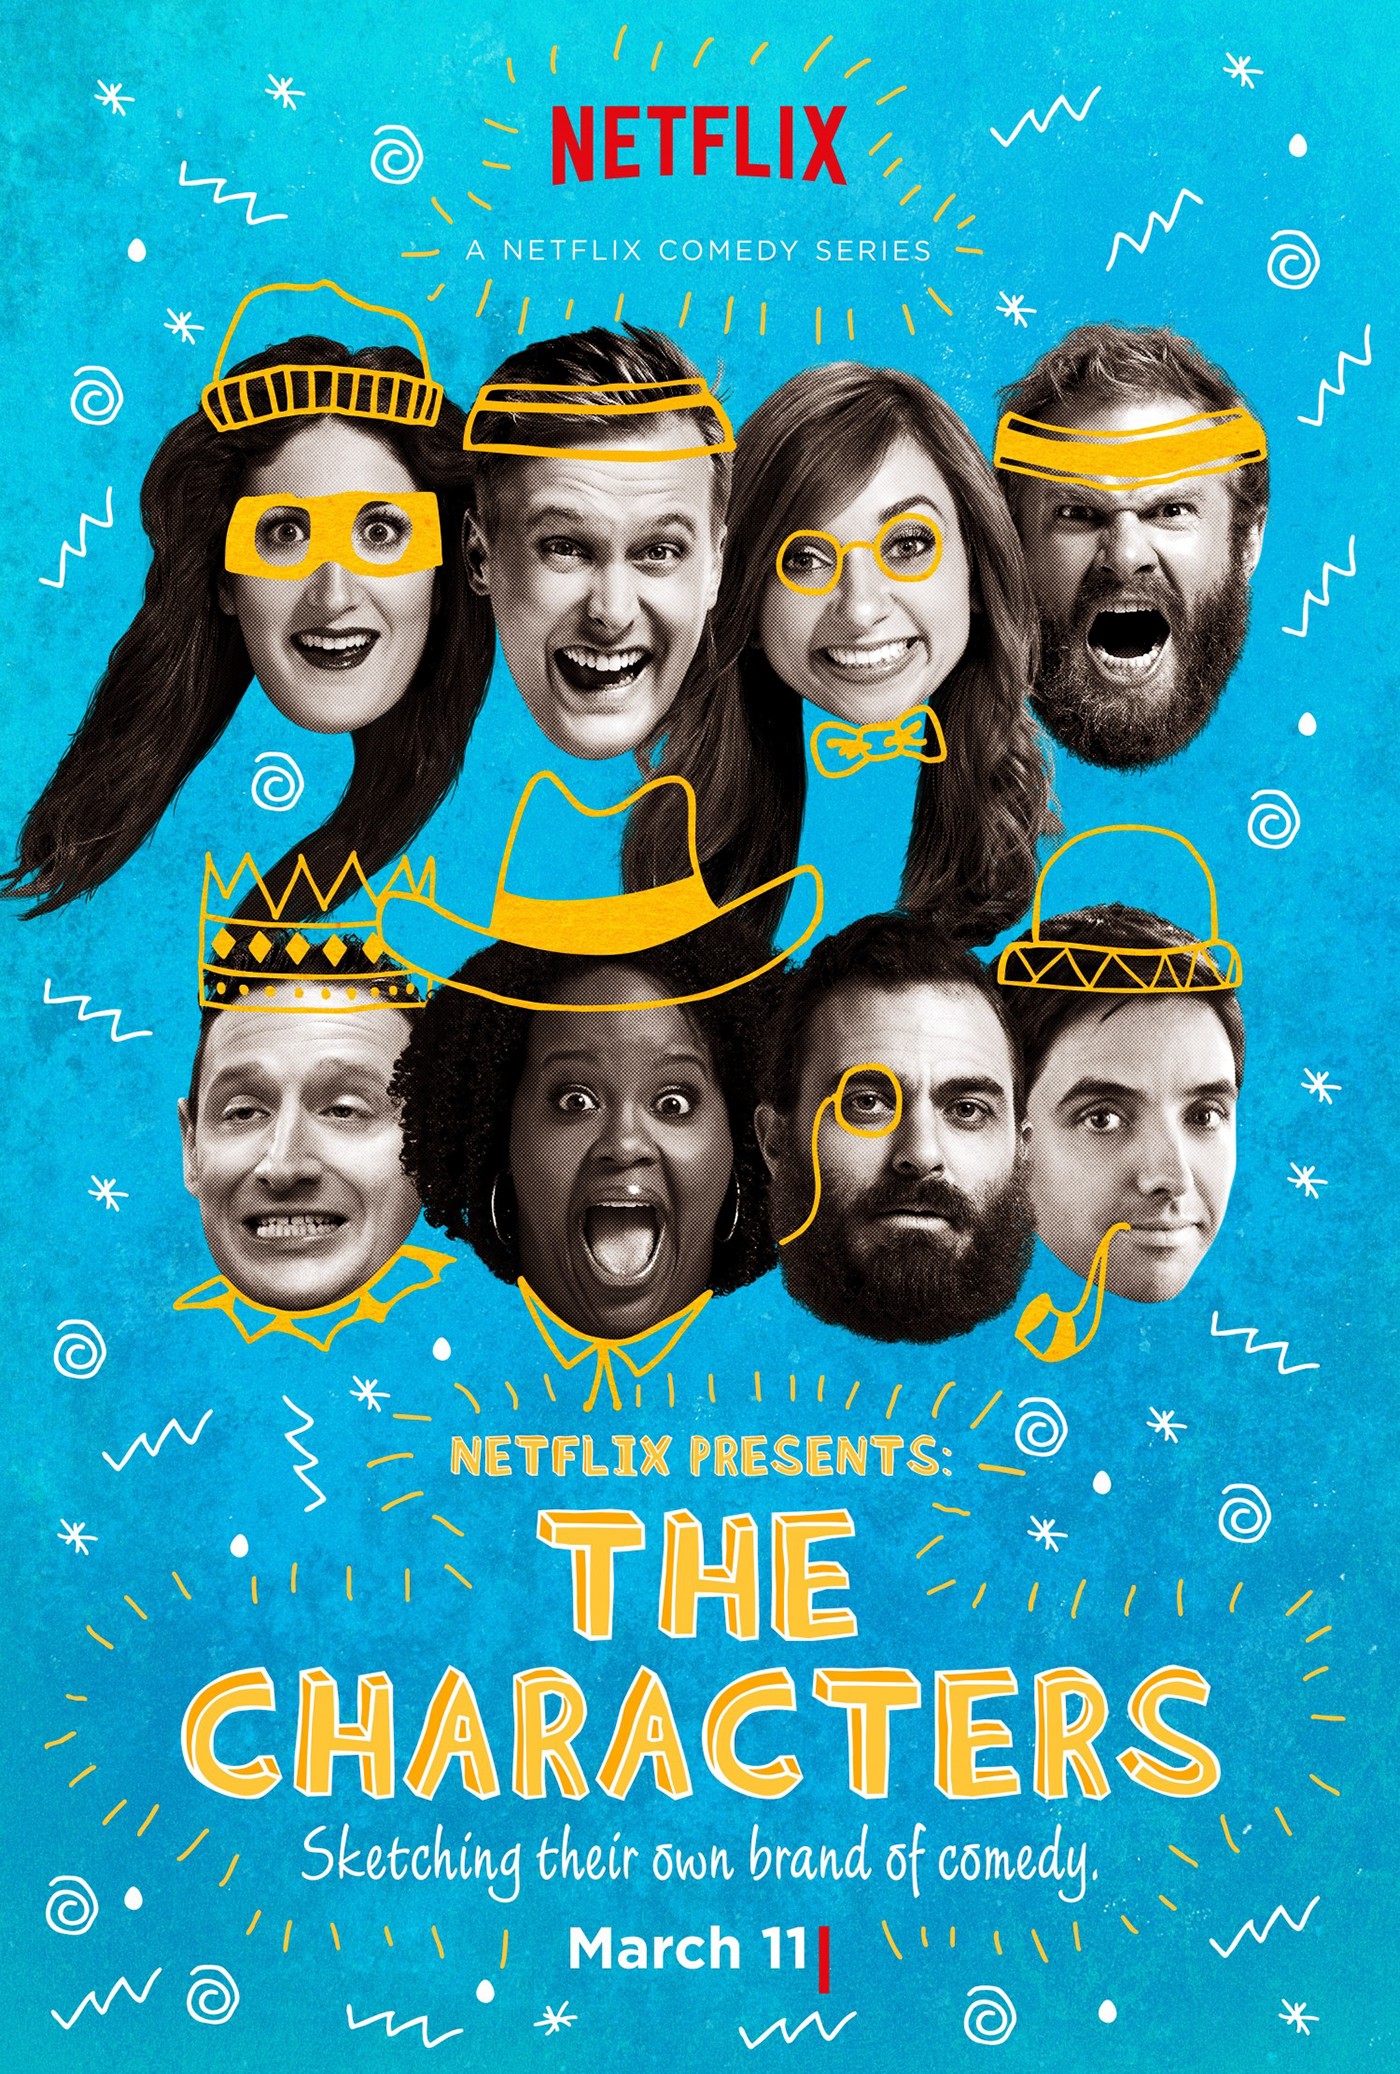 NETFLIX
A NETFLIX COMEDY SERIES
NETFLIX PRESENTS:
THE
CHARACTERS
Sketching their own brand of comedy.
March 11